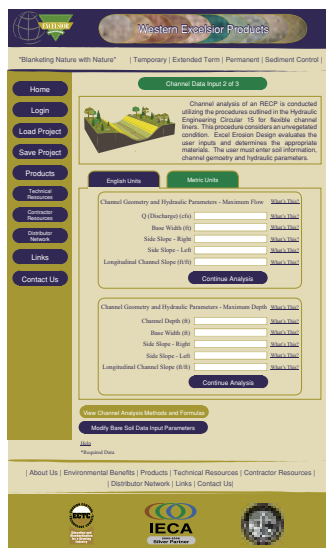 EXCELSIOR
Western Excelsior Products
"Blanketing Nature with Nature" | Temporary | Extended Term | Permanent | Sediment Control |
Home
Login
Load Project
Save Project
Products
Technical
Resources
Contractor
Resources
Distributor
Network
Links
Contact Us
Channel Data Input 2 of 3
Channel analysis of an RECP is conducted
utilizing the procedures outlined in the Hydraulic
Engineering Circular 15 for flexible channel
liners. This procedure considers an unvegetated
condition. Excel Erosion Design evaluates the
user inputs and determines the appropriate
materials. The user must enter soil information,
channel gemoetry and hydraulic parameters.
English Units Metric Units
Channel Geometry and Hydraulic Parameters - Maximum Flow What's This?
Q (Discharge) (cfs) What's This?
Base Width (ft) What's This?
Side Slope - Right What's This?
Side Slope - Left What's This?
Longitudinal Channel Slope (ft/ft) What's This?
Continue Analysis
Channel Geometry and Hydraulic Parameters - Maximum Depth What's This?
Channel Depth (ft) What's This?
Base Width (ft) What's This?
Side Slope - Right What's This?
Side Slope - Left What's This?
Longitudinal Channel Slope (ft/ft) What's This?
Continue Analysis
View Channel Analysis Methods and Formulas
Modify Bare Soil Data Input Parameters
Help
*Required Data
| About Us | Environmental Benefits | Products | Technical Resources | Contractor Resources |
| Distributor Network | Links | Contact Us|
ECTC
IECA
Silver Partner